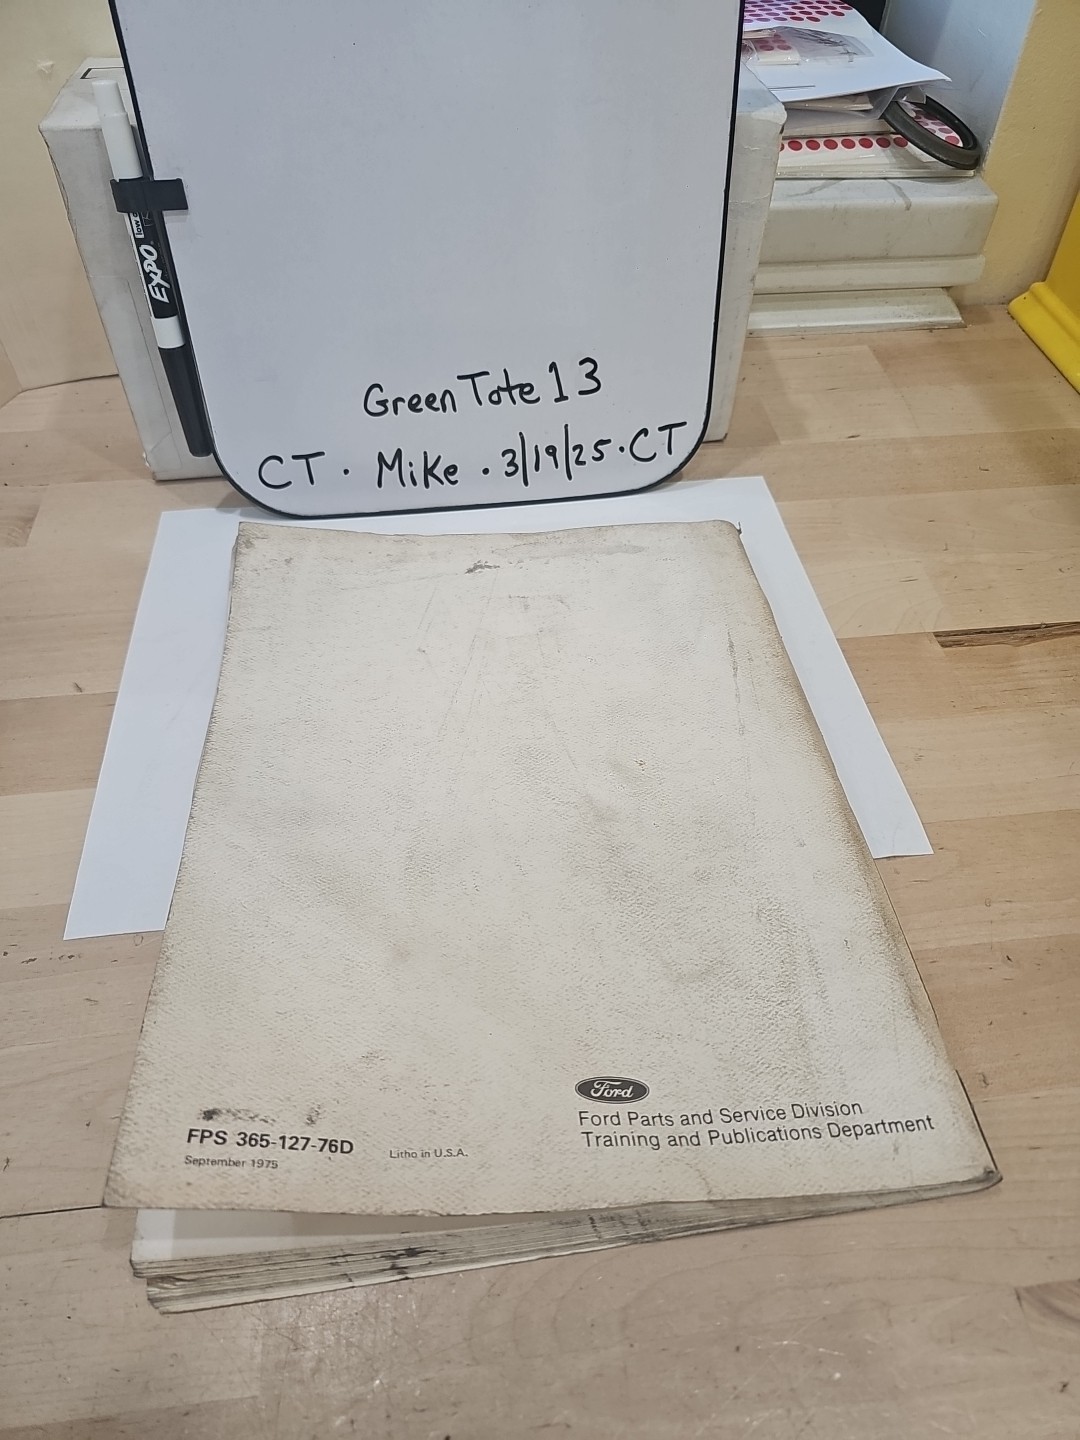 EXPO
Green Tote 13
CT · Mike · 3/19/25 · CT
Ford
Ford Parts and Service Division
Training and Publications Department
FPS 365-127-76D
Litho in U.S.A.
September 1975